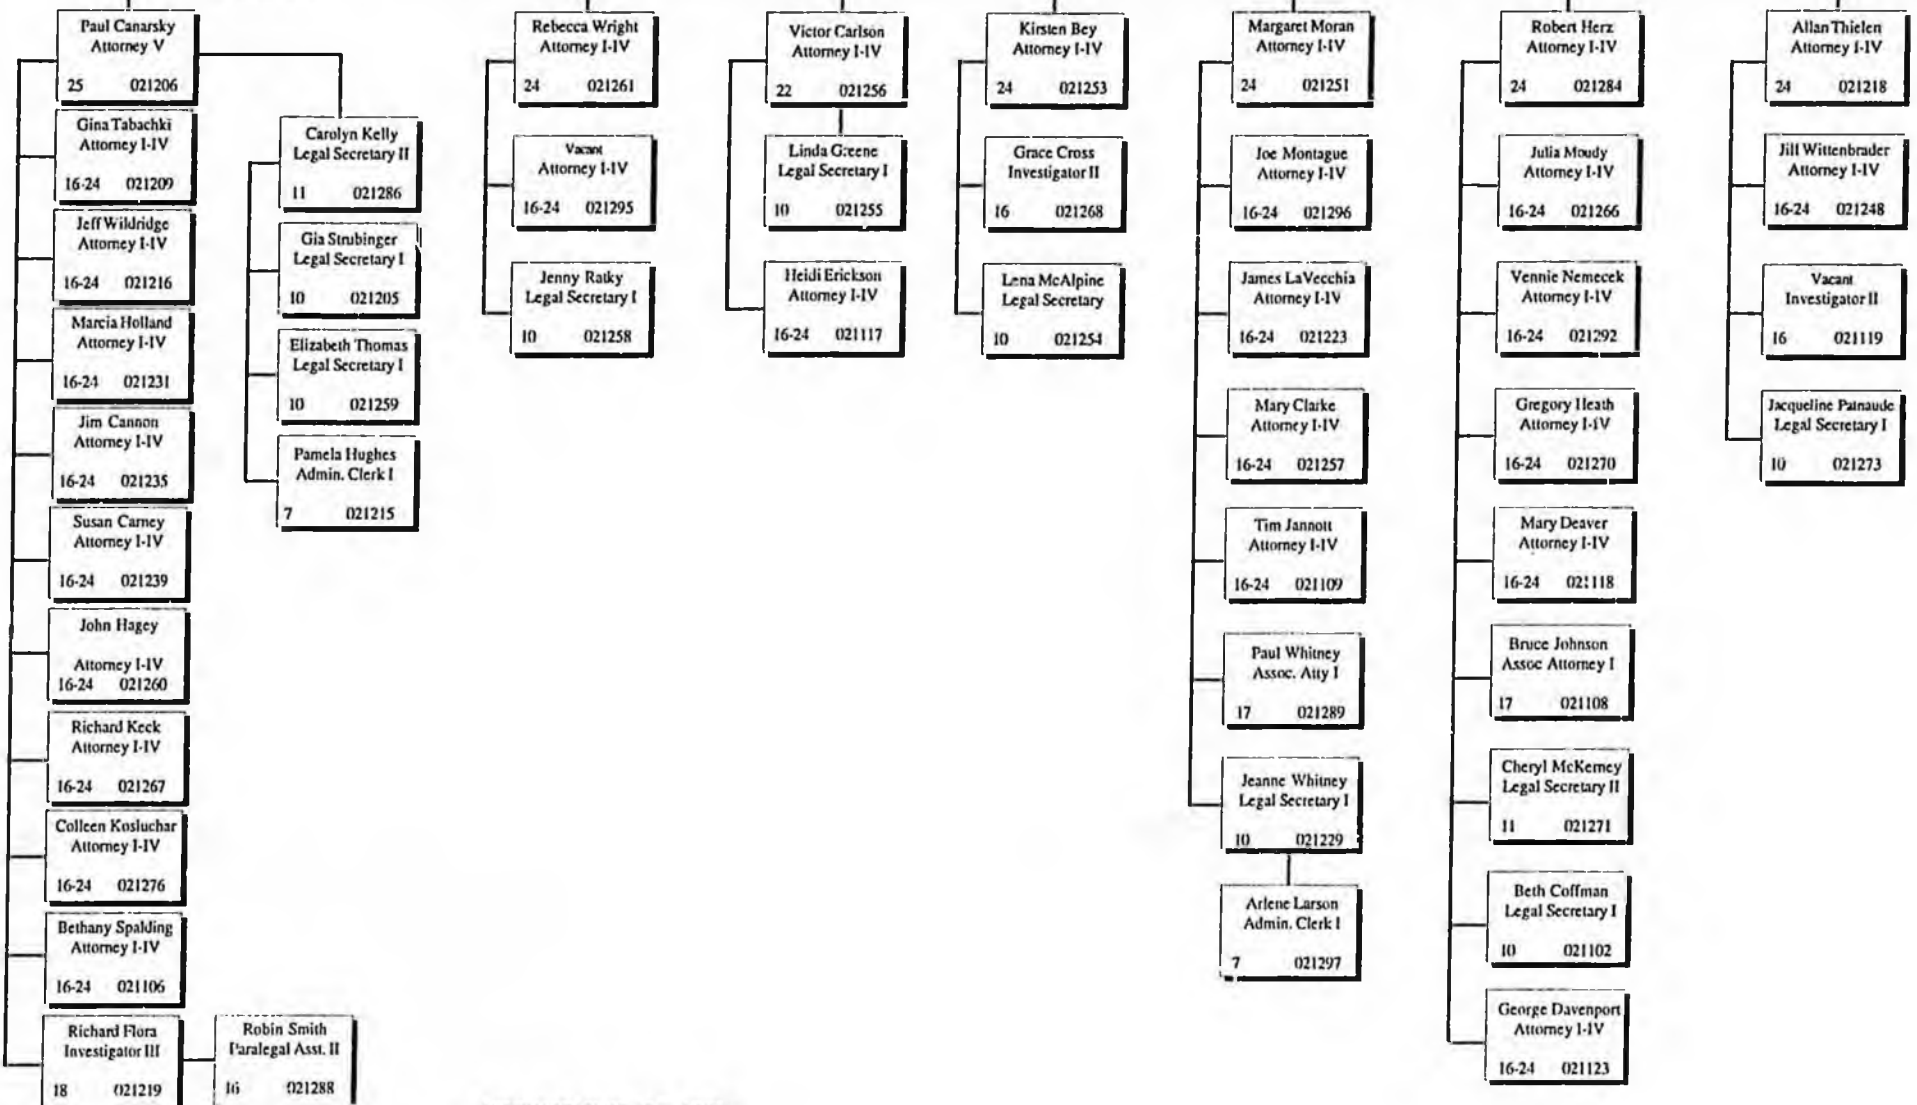 Paul Canarsky
Attorney V
25 021206
Gina Tabachki
Attorney I-IV
16-24 021209
Jeff Wildridge
Attorney I-IV
16-24 021216
Marcia Holland
Attorney I-IV
16-24 021231
Jim Cannon
Attorney I-IV
16-24 021235
Susan Carney
Attorney I-IV
16-24 021239
John Hagey
Attorney I-IV
16-24 021260
Richard Keck
Attorney I-IV
16-24 021267
Colleen Kosluchar
Attorney I-IV
16-24 021276
Bethany Spalding
Attorney I-IV
16-24 021106
Richard Flora
Investigator III
18 021219
Robin Smith
Paralegal Asst. II
16 021288
Carolyn Kelly
Legal Secretary II
11 021286
Gia Strubinger
Legal Secretary I
10 021205
Elizabeth Thomas
Legal Secretary I
10 021259
Pamela Hughes
Admin. Clerk I
7 021215
Rebecca Wright
Attorney I-IV
24 021261
Vacant
Attorney I-IV
16-24 021295
Jenny Ratky
Legal Secretary I
10 021258
Victor Carlson
Attorney I-IV
22 021256
Linda Greene
Legal Secretary I
10 021255
Heidi Erickson
Attorney I-IV
16-24 021117
Kirsten Bey
Attorney I-IV
24 021253
Grace Cross
Investigator II
16 021268
Lena McAlpine
Legal Secretary
10 021254
Margaret Moran
Attorney I-IV
24 021251
Joe Montague
Attorney I-IV
16-24 021296
James LaVecchia
Attorney I-IV
16-24 021223
Mary Clarke
Attorney I-IV
16-24 021257
Tim Jannott
Attorney I-IV
16-24 021109
Paul Whitney
Assoc. Atty I
17 021289
Jeanne Whitney
Legal Secretary I
10 021229
Arlene Larson
Admin. Clerk I
7 021297
Robert Herz
Attorney I-IV
24 021284
Julia Moudy
Attorney I-IV
16-24 021266
Vennie Nemecek
Attorney I-IV
16-24 021292
Gregory Heath
Attorney I-IV
16-24 021270
Mary Deaver
Attorney I-IV
16-24 021118
Bruce Johnson
Assoc Attorney I
17 021108
Cheryl McKerney
Legal Secretary II
11 021271
Beth Coffman
Legal Secretary I
10 021102
George Davenport
Attorney I-IV
16-24 021123
Allan Thielen
Attorney I-IV
24 021218
Jill Wittenbrader
Attorney I-IV
16-24 021248
Vacant
Investigator II
16 021119
Jacqueline Patnaude
Legal Secretary I
10 021273